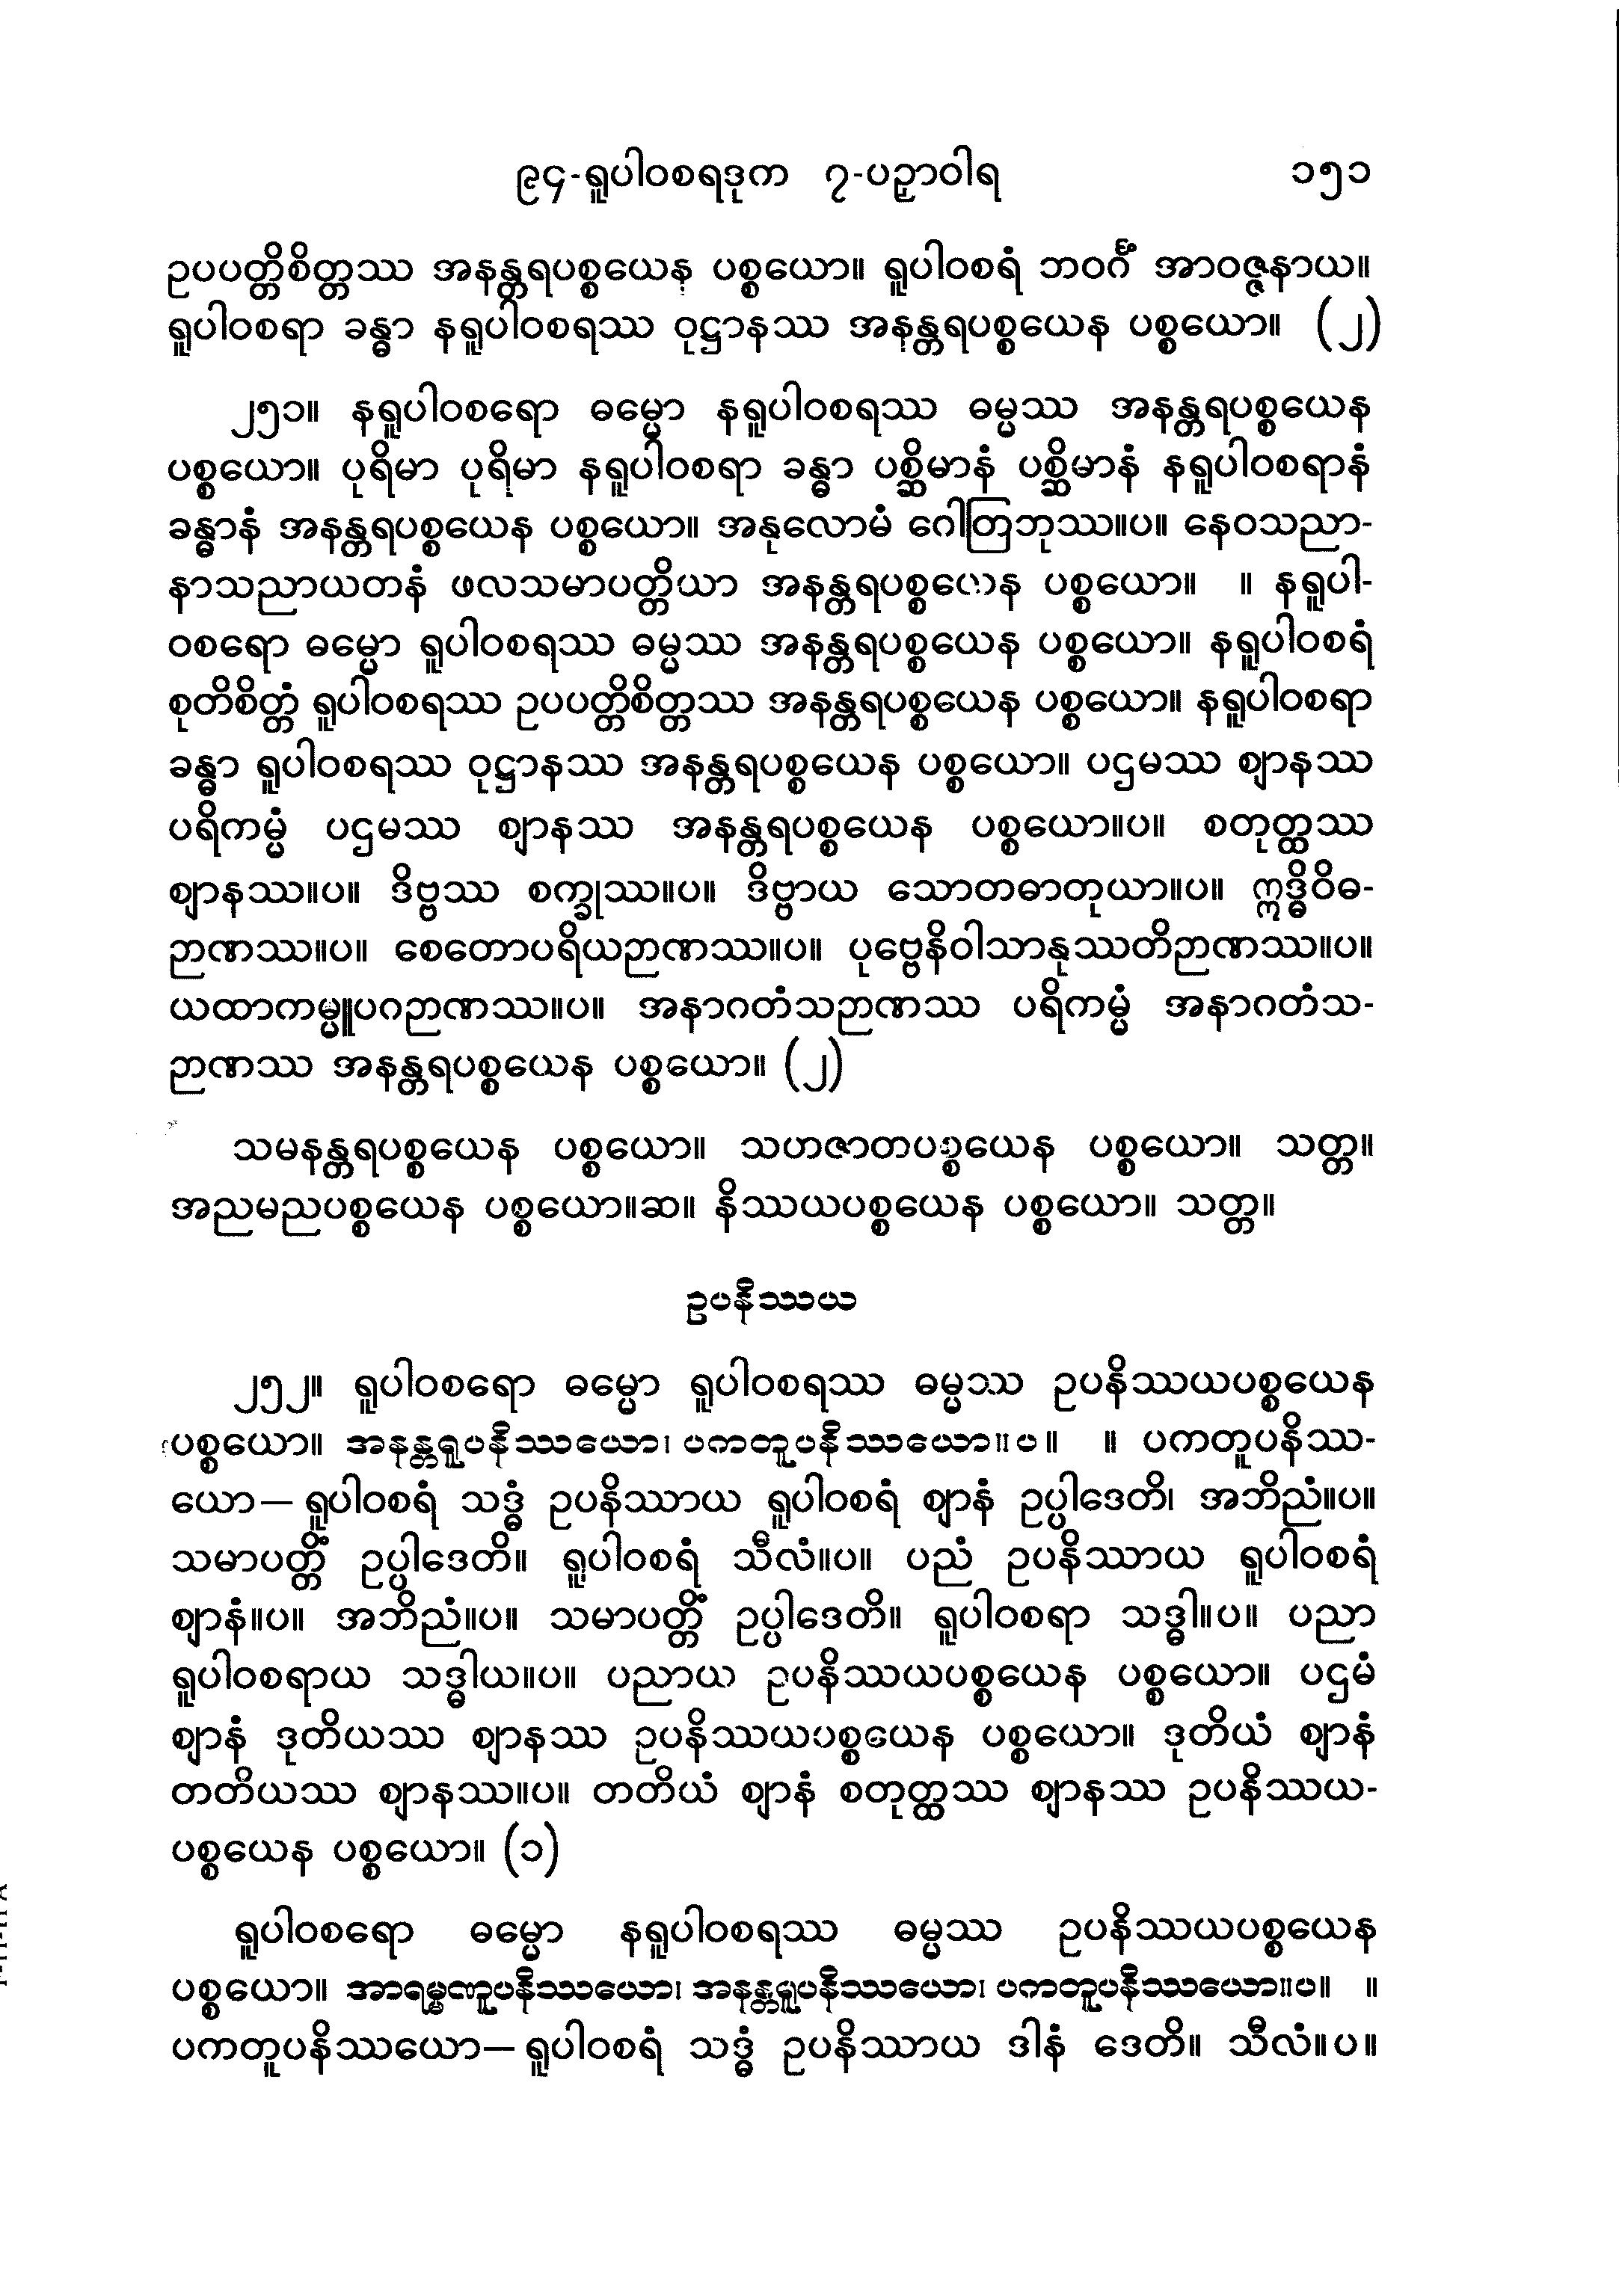 ၉၄-ရူပါဝစရဒုက ၇-ပဉှာဝါရ ၁၅၁
ဥပပတ္တိစိတ္တဿ အနန္တရပစ္စယေန ပစ္စယော။ ရူပါဝစရံ ဘဝင်္ဂံ အာဝဇ္ဇနာယ။
ရူပါဝစရာ ခန္ဓာ နရူပါဝစရဿ ဝုဋ္ဌာနဿ အနန္တရပစ္စယေန ပစ္စယော။ (၂)
၂၅၁။ နရူပါဝစရော ဓမ္မော နရူပါဝစရဿ ဓမ္မဿ အနန္တရပစ္စယေန
ပစ္စယော။ ပုရိမာ ပုရိမာ နရူပါဝစရာ ခန္ဓာ ပစ္ဆိမာနံ ပစ္ဆိမာနံ နရူပါဝစရာနံ
ခန္ဓာနံ အနန္တရပစ္စယေန ပစ္စယော။ အနုလောမံ ဂေါတြဘုဿ။ပ။ နေဝသညာ-
နာသညာယတနံ ဖလသမာပတ္တိယာ အနန္တရပစ္စယေန ပစ္စယော။ ။ နရူပါ-
ဝစရော ဓမ္မော ရူပါဝစရဿ ဓမ္မဿ အနန္တရပစ္စယေန ပစ္စယော။ နရူပါဝစရံ
စုတိစိတ္တံ ရူပါဝစရဿ ဥပပတ္တိစိတ္တဿ အနန္တရပစ္စယေန ပစ္စယော။ နရူပါဝစရာ
ခန္ဓာ ရူပါဝစရဿ ဝုဋ္ဌာနဿ အနန္တရပစ္စယေန ပစ္စယော။ ပဌမဿ ဈာနဿ
ပရိကမ္မံ ပဌမဿ ဈာနဿ အနန္တရပစ္စယေန ပစ္စယော။ပ။ စတုတ္ထဿ
ဈာနဿ။ပ။ ဒိဗ္ဗဿ စက္ခုဿ။ပ။ ဒိဗ္ဗာယ သောတဓာတုယာ။ပ။ ဣဒ္ဓိဝိဓ-
ဉာဏဿ။ပ။ စေတောပရိယဉာဏဿ။ပ။ ပုဗ္ဗေနိဝါသာနုဿတိဉာဏဿ။ပ။
ယထာကမ္မူပဂဉာဏဿ။ပ။ အနာဂတံသဉာဏဿ ပရိကမ္မံ အနာဂတံသ-
ဉာဏဿ အနန္တရပစ္စယေန ပစ္စယော။ (၂)
သမနန္တရပစ္စယေန ပစ္စယော။ သဟဇာတပစ္စယေန ပစ္စယော။ သတ္တ။
အညမညပစ္စယေန ပစ္စယော။ဆ။ နိဿယပစ္စယေန ပစ္စယော။ သတ္တ။
ဥပနိဿယ
၂၅၂။ ရူပါဝစရော ဓမ္မော ရူပါဝစရဿ ဓမ္မဿ ဥပနိဿယပစ္စယေန
ပစ္စယော။ အနန္တရူပနိဿယော၊ ပကတူပနိဿယော။ပ။ ။ ပကတူပနိဿ-
ယော— ရူပါဝစရံ သဒ္ဓံ ဥပနိဿာယ ရူပါဝစရံ ဈာနံ ဥပ္ပါဒေတိ၊ အဘိညံ။ပ။
သမာပတ္တိံ ဥပ္ပါဒေတိ။ ရူပါဝစရံ သီလံ။ပ။ ပညံ ဥပနိဿာယ ရူပါဝစရံ
ဈာနံ။ပ။ အဘိညံ။ပ။ သမာပတ္တိံ ဥပ္ပါဒေတိ။ ရူပါဝစရာ သဒ္ဓါ။ပ။ ပညာ
ရူပါဝစရာယ သဒ္ဓါယ။ပ။ ပညာယ ဥပနိဿယပစ္စယေန ပစ္စယော။ ပဌမံ
ဈာနံ ဒုတိယဿ ဈာနဿ ဥပနိဿယပစ္စယေန ပစ္စယော။ ဒုတိယံ ဈာနံ
တတိယဿ ဈာနဿ။ပ။ တတိယံ ဈာနံ စတုတ္ထဿ ဈာနဿ ဥပနိဿယ-
ပစ္စယေန ပစ္စယော။ (၁)
ရူပါဝစရော ဓမ္မော နရူပါဝစရဿ ဓမ္မဿ ဥပနိဿယပစ္စယေန
ပစ္စယော။ အာရမ္မဏူပနိဿယော၊ အနန္တရူပနိဿယော၊ ပကတူပနိဿယော။ပ။ ။
ပကတူပနိဿယော— ရူပါဝစရံ သဒ္ဓံ ဥပနိဿာယ ဒါနံ ဒေတိ။ သီလံ။ပ။